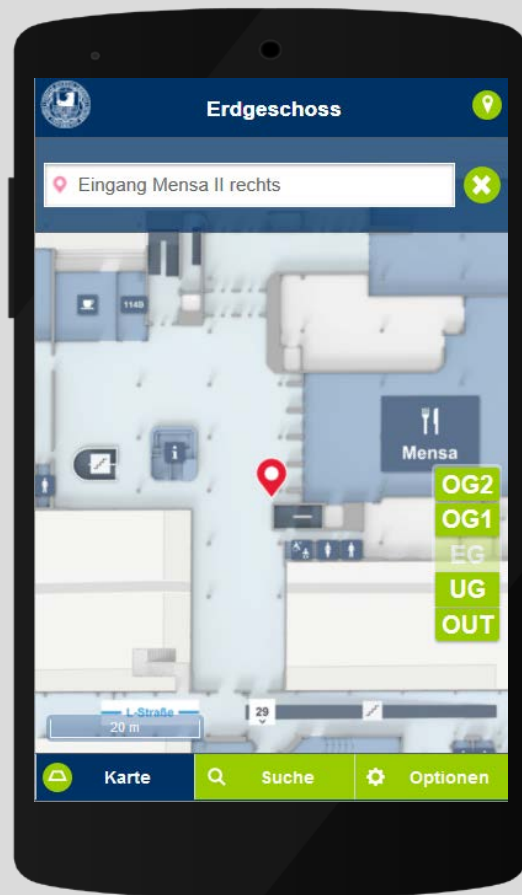 Erdgeschoss
Eingang Mensa II rechts
114B
i
Mensa
OG2
OG1
EG
UG
OUT
L-Straße
29
20 m
Karte
Suche
Optionen